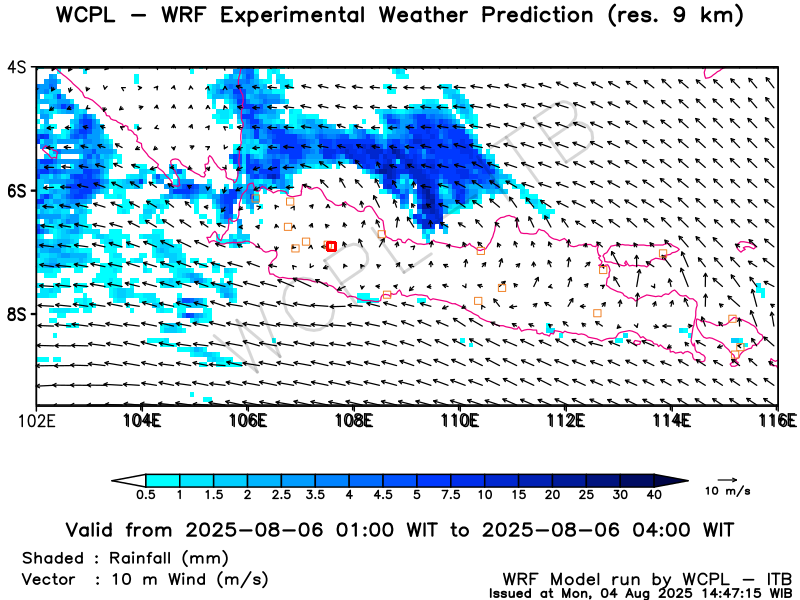 WCPL − WRF Experimental Weather Prediction (res. 9 km)
4S
6S
8S
102E 104E 106E 108E 110E 112E 114E 116E
WCPL ITB
0.5 1 1.5 2 2.5 3.5 4 4.5 5 7.5 10 15 20 25 30 40
10 m/s
Valid from 2025−08−06 01:00 WIT to 2025−08−06 04:00 WIT
Shaded : Rainfall (mm)
Vector : 10 m Wind (m/s)
WRF Model run by WCPL − ITB
Issued at Mon, 04 Aug 2025 14:47:15 WIB